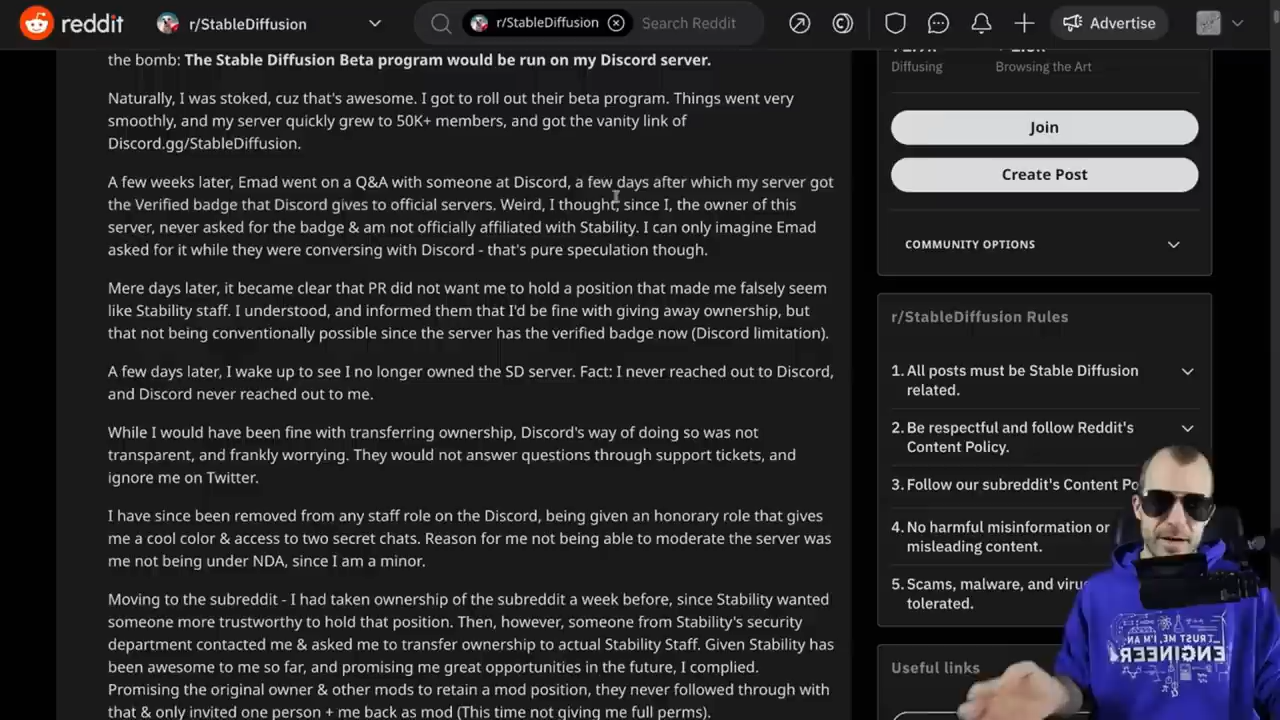 reddit
r/StableDiffusion
r/StableDiffusion
Search Reddit
Advertise
the bomb: The Stable Diffusion Beta program would be run on my Discord server.
Naturally, I was stoked, cuz that's awesome. I got to roll out their beta program. Things went very
smoothly, and my server quickly grew to 50K+ members, and got the vanity link of
Discord.gg/StableDiffusion.
A few weeks later, Emad went on a Q&A with someone at Discord, a few days after which my server got
the Verified badge that Discord gives to official servers. Weird, I thought, since I, the owner of this
server, never asked for the badge & am not officially affiliated with Stability. I can only imagine Emad
asked for it while they were conversing with Discord - that's pure speculation though.
Mere days later, it became clear that PR did not want me to hold a position that made me falsely seem
like Stability staff. I understood, and informed them that I'd be fine with giving away ownership, but
that not being conventionally possible since the server has the verified badge now (Discord limitation).
A few days later, I wake up to see I no longer owned the SD server. Fact: I never reached out to Discord,
and Discord never reached out to me.
While I would have been fine with transferring ownership, Discord's way of doing so was not
transparent, and frankly worrying. They would not answer questions through support tickets, and
ignore me on Twitter.
I have since been removed from any staff role on the Discord, being given an honorary role that gives
me a cool color & access to two secret chats. Reason for me not being able to moderate the server was
me not being under NDA, since I am a minor.
Moving to the subreddit - I had taken ownership of the subreddit a week before, since Stability wanted
someone more trustworthy to hold that position. Then, however, someone from Stability's security
department contacted me & asked me to transfer ownership to actual Stability Staff. Given Stability has
been awesome to me so far, and promising me great opportunities in the future, I complied.
Promising the original owner & other mods to retain a mod position, they never followed through with
that & only invited one person + me back as mod (This time not giving me full perms).
Diffusing
Browsing the Art
Join
Create Post
COMMUNITY OPTIONS
r/StableDiffusion Rules
1. All posts must be Stable Diffusion
related.
2. Be respectful and follow Reddit's
Content Policy.
3. Follow our subreddit's Content Po
4. No harmful misinformation or
misleading content.
5. Scams, malware, and viru
tolerated.
Useful links
TRUST ME, I'M AN
ENGINEER